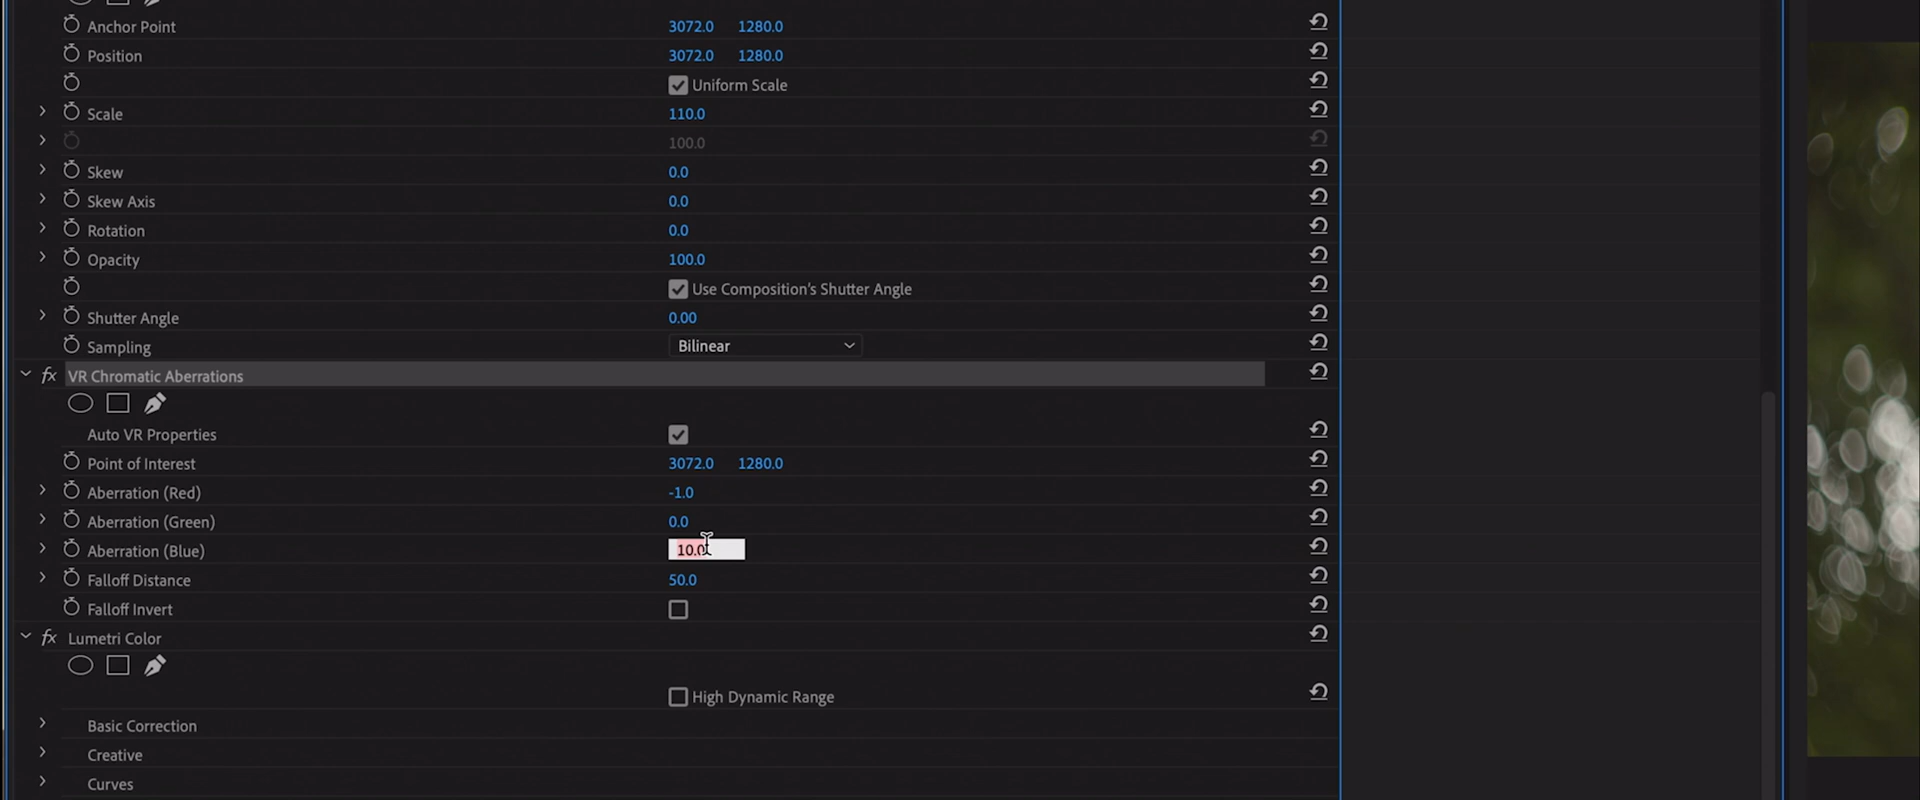 Anchor Point 3072.0 1280.0
Position 3072.0 1280.0
Uniform Scale
Scale 110.0
100.0
Skew 0.0
Skew Axis 0.0
Rotation 0.0
Opacity 100.0
Use Composition's Shutter Angle
Shutter Angle 0.00
Sampling Bilinear
fx VR Chromatic Aberrations
Auto VR Properties
Point of Interest 3072.0 1280.0
Aberration (Red) -1.0
Aberration (Green) 0.0
Aberration (Blue) 10.0
Falloff Distance 50.0
Falloff Invert
fx Lumetri Color
High Dynamic Range
Basic Correction
Creative
Curves